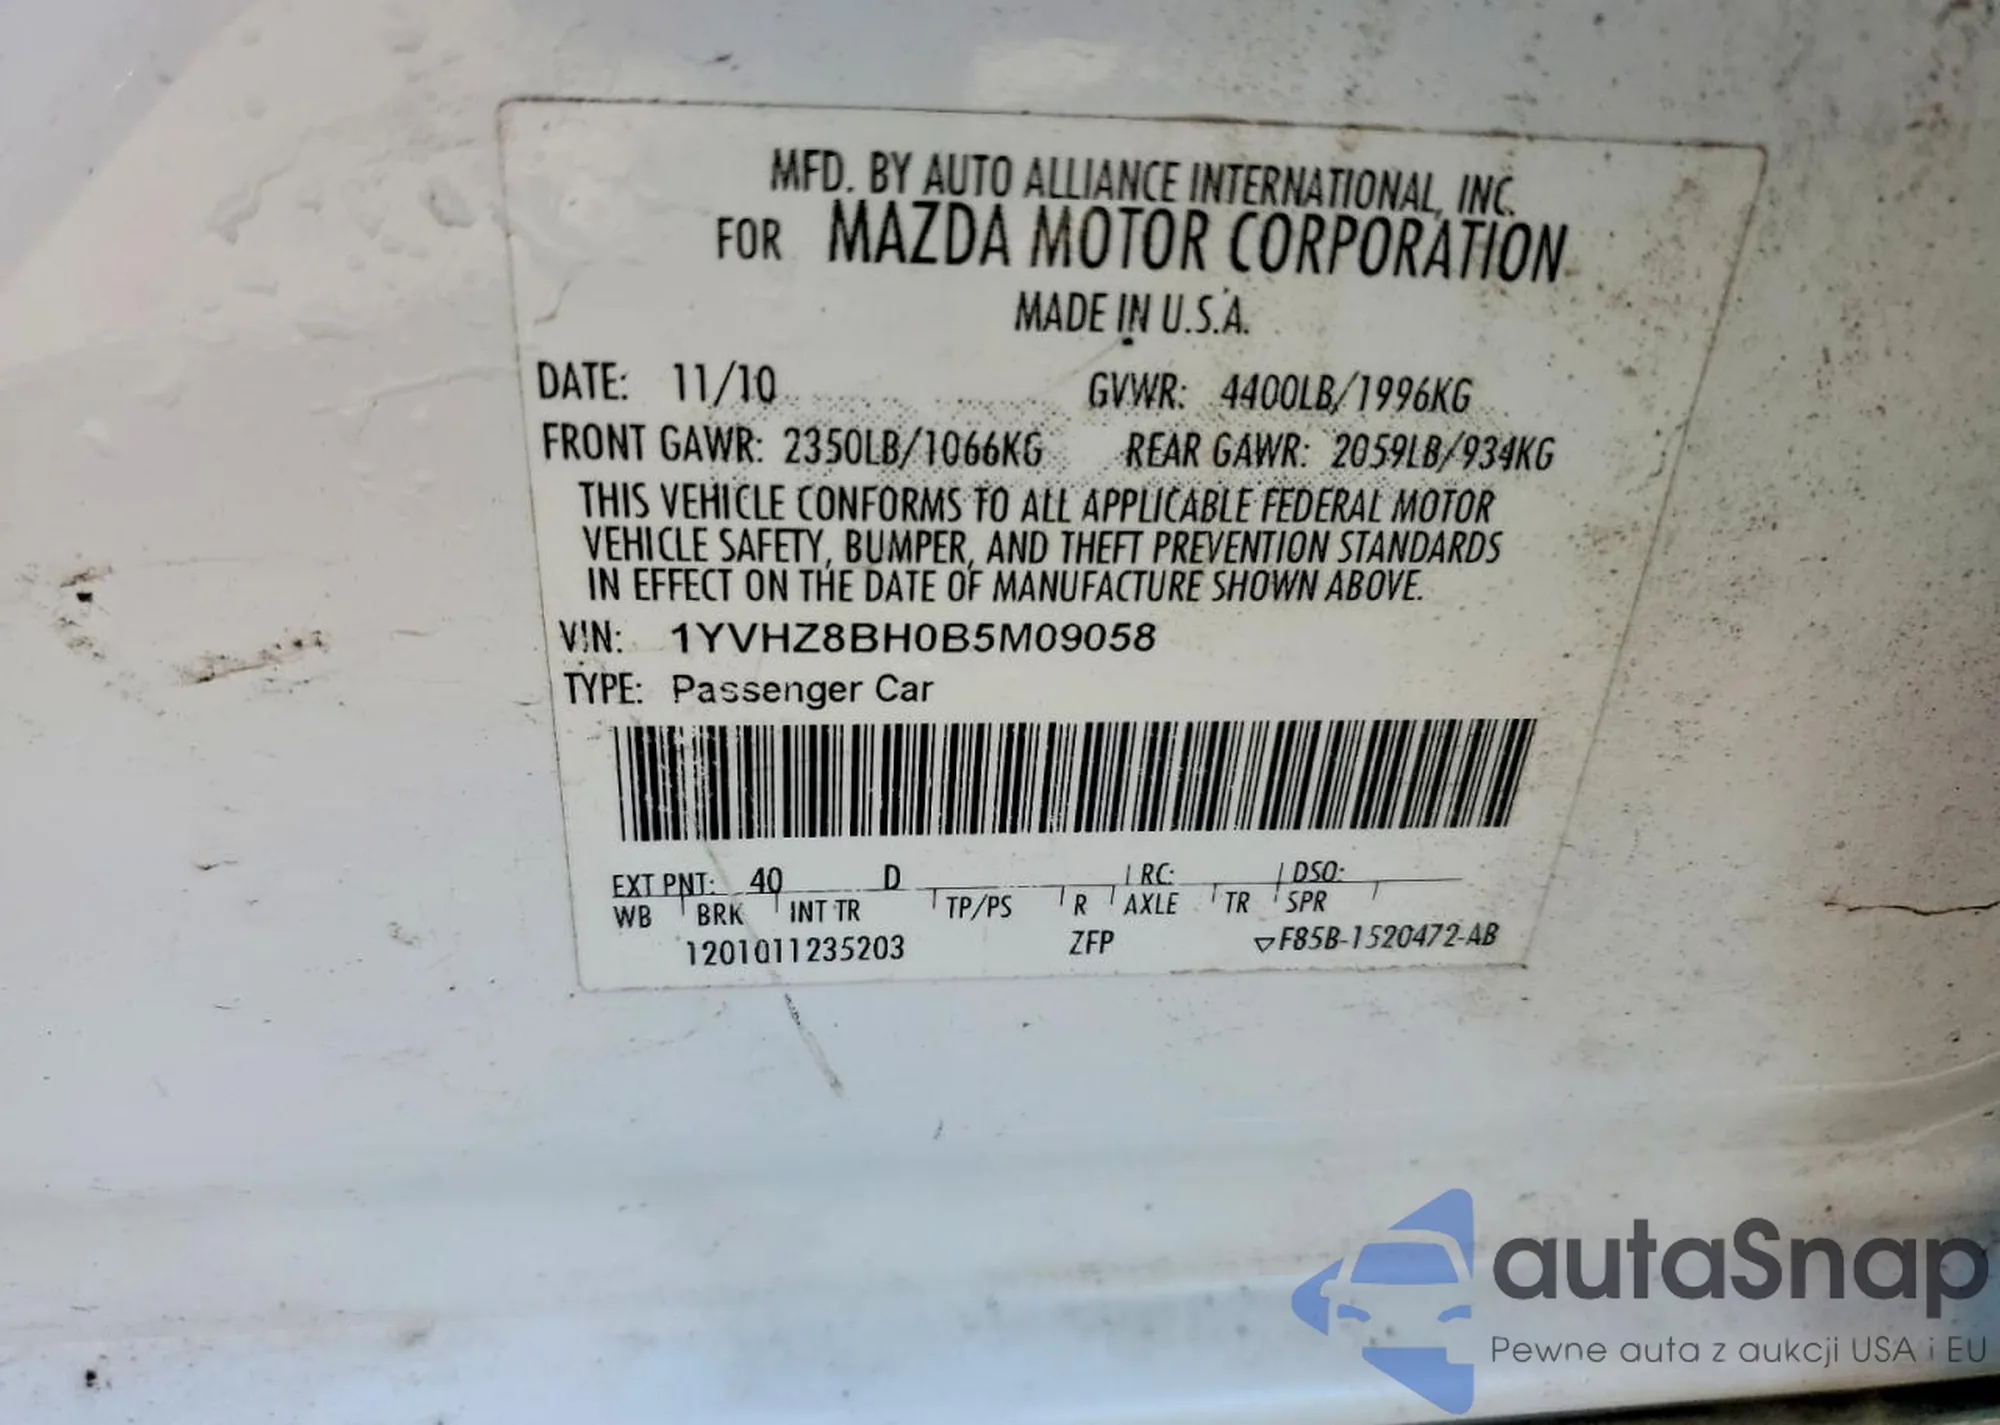 MFD. BY AUTO ALLIANCE INTERNATIONAL, INC.
FOR MAZDA MOTOR CORPORATION
MADE IN U.S.A.
DATE: 11/10 GVWR: 4400LB/1996KG
FRONT GAWR: 2350LB/1066KG REAR GAWR: 2059LB/934KG
THIS VEHICLE CONFORMS TO ALL APPLICABLE FEDERAL MOTOR
VEHICLE SAFETY, BUMPER, AND THEFT PREVENTION STANDARDS
IN EFFECT ON THE DATE OF MANUFACTURE SHOWN ABOVE.
VIN: 1YVHZ8BH0B5M09058
TYPE: Passenger Car
EXT PNT: 40 D RC: DSO:
WB BRK INT TR TP/PS R AXLE TR SPR
1201011235203 ZFP ▽F85B-1520472-AB
autaSnap
Pewne auta z aukcji USA i EU